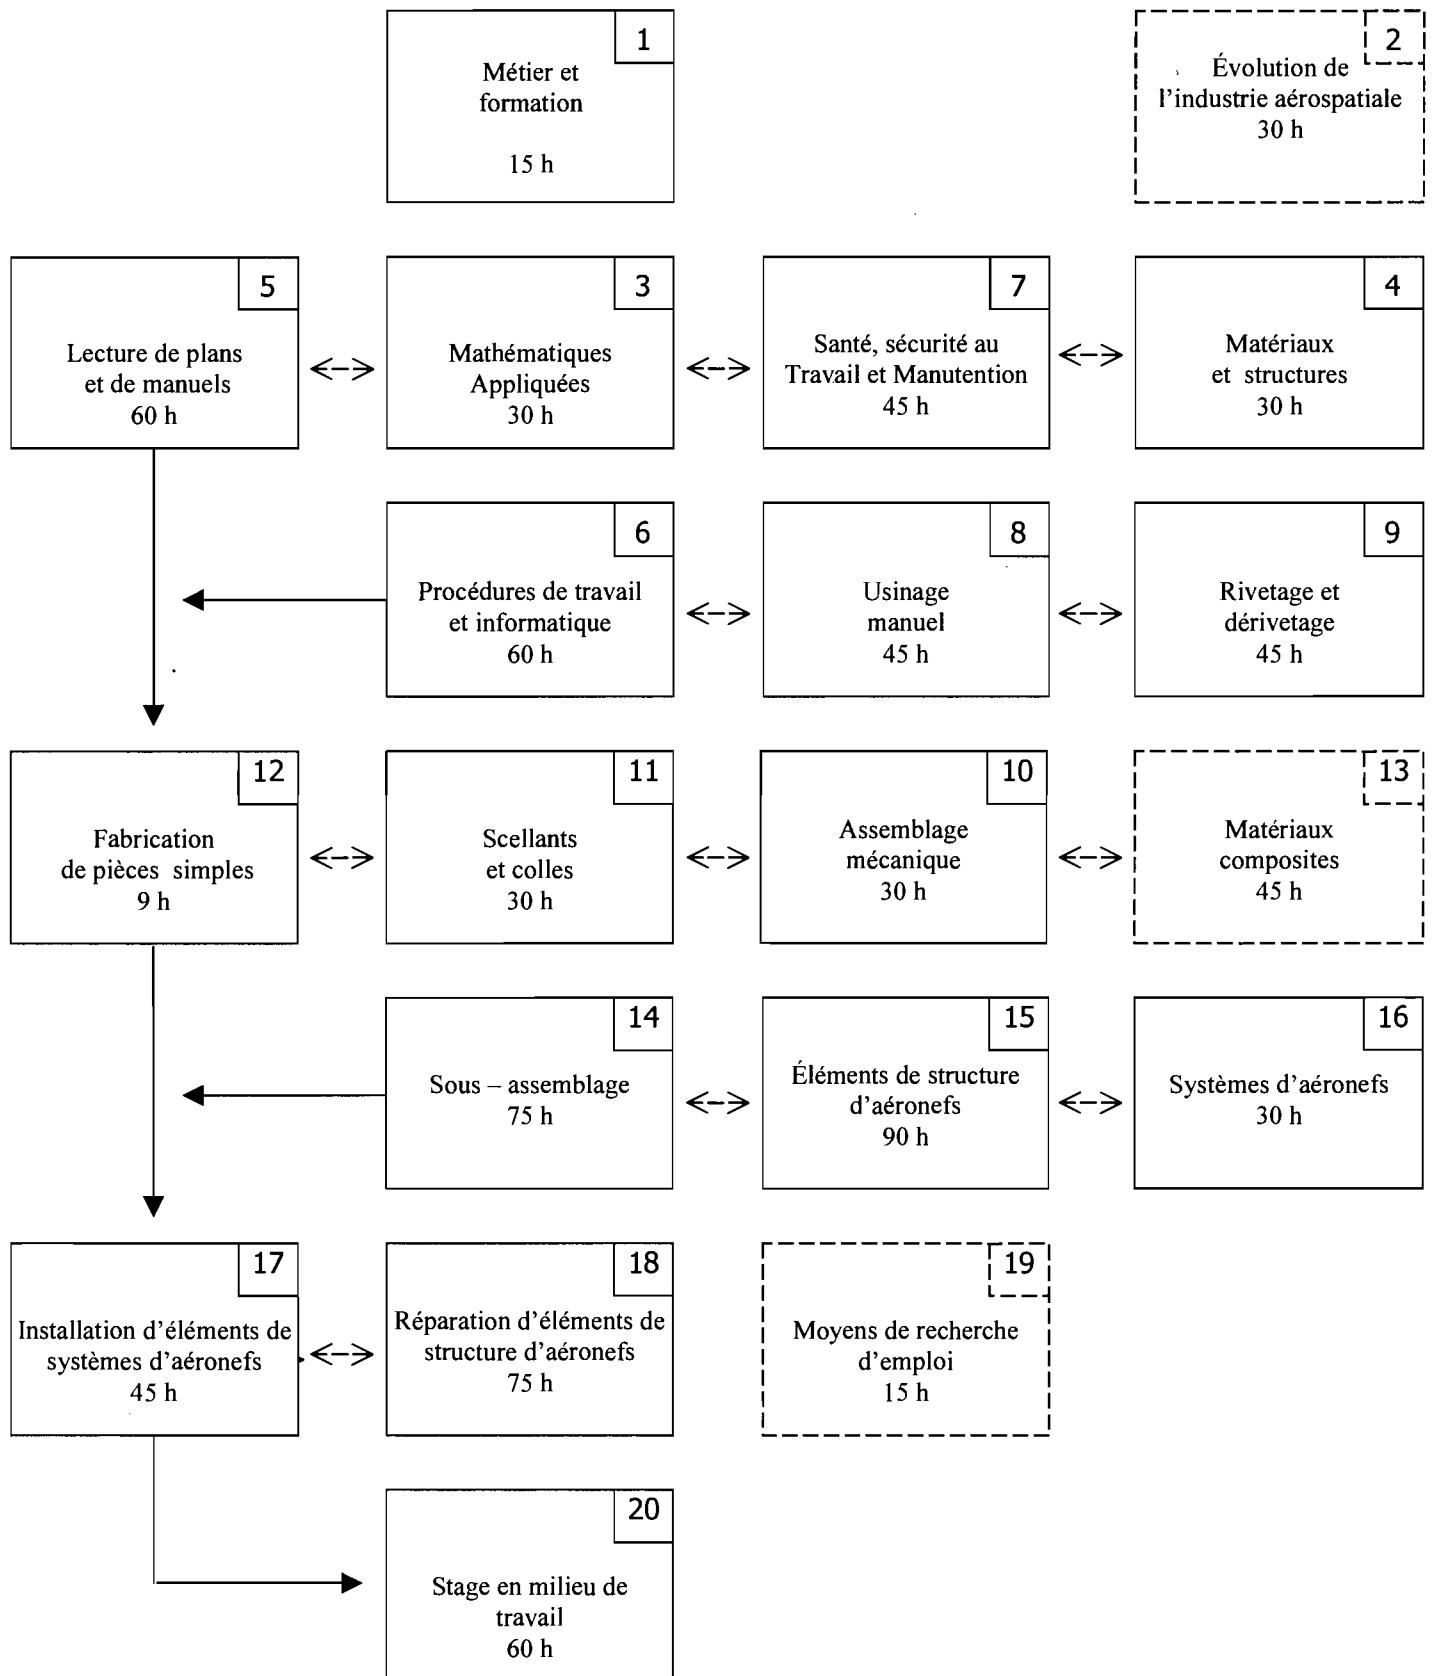 1
Métier et
formation
15 h
2
Évolution de
l'industrie aérospatiale
30 h
5
Lecture de plans
et de manuels
60 h
3
Mathématiques
Appliquées
30 h
7
Santé, sécurité au
Travail et Manutention
45 h
4
Matériaux
et structures
30 h
6
Procédures de travail
et informatique
60 h
8
Usinage
manuel
45 h
9
Rivetage et
dérivetage
45 h
12
Fabrication
de pièces simples
9 h
11
Scellants
et colles
30 h
10
Assemblage
mécanique
30 h
13
Matériaux
composites
45 h
14
Sous – assemblage
75 h
15
Éléments de structure
d'aéronefs
90 h
16
Systèmes d'aéronefs
30 h
17
Installation d'éléments de
systèmes d'aéronefs
45 h
18
Réparation d'éléments de
structure d'aéronefs
75 h
19
Moyens de recherche
d'emploi
15 h
20
Stage en milieu de
travail
60 h